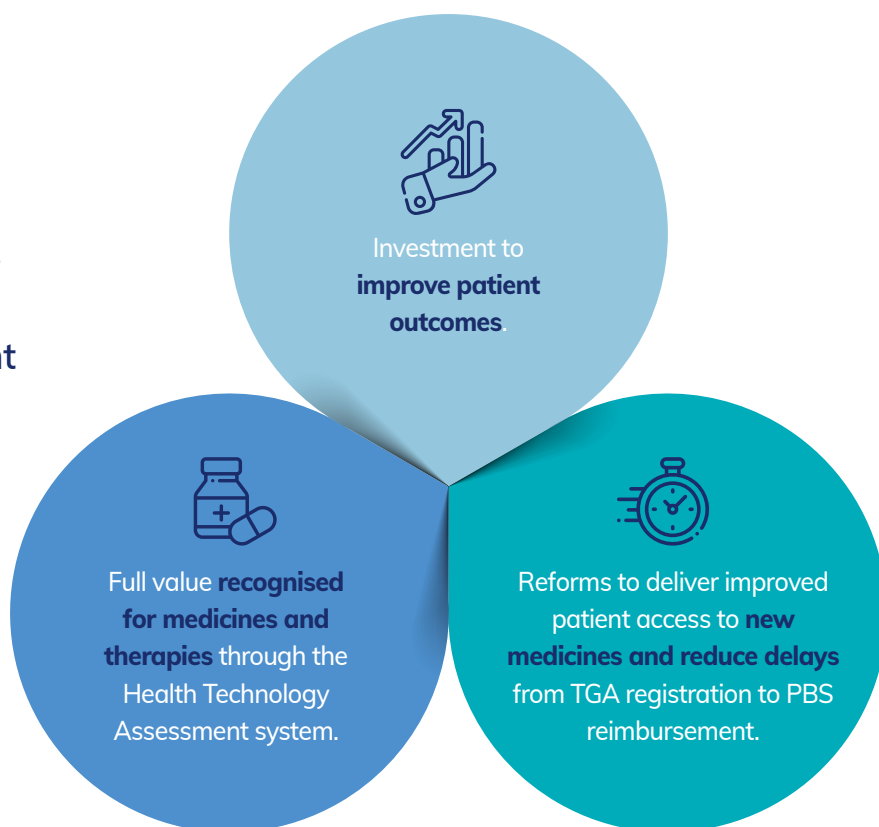 Investment to
improve patient
outcomes.
Full value recognised
for medicines and
therapies through the
Health Technology
Assessment system.
Reforms to deliver improved
patient access to new
medicines and reduce delays
from TGA registration to PBS
reimbursement.